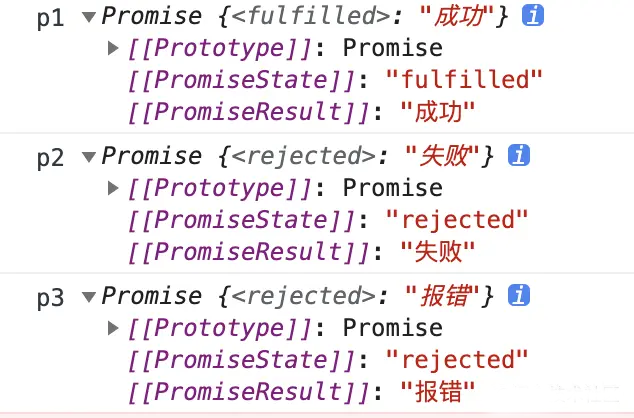 p1 ▼Promise {<fulfilled>: "成功"} i
▶[[Prototype]]: Promise
[[PromiseState]]: "fulfilled"
[[PromiseResult]]: "成功"
p2 ▼Promise {<rejected>: "失败"} i
▶[[Prototype]]: Promise
[[PromiseState]]: "rejected"
[[PromiseResult]]: "失败"
p3 ▼Promise {<rejected>: "报错"} i
▶[[Prototype]]: Promise
[[PromiseState]]: "rejected"
[[PromiseResult]]: "报错"